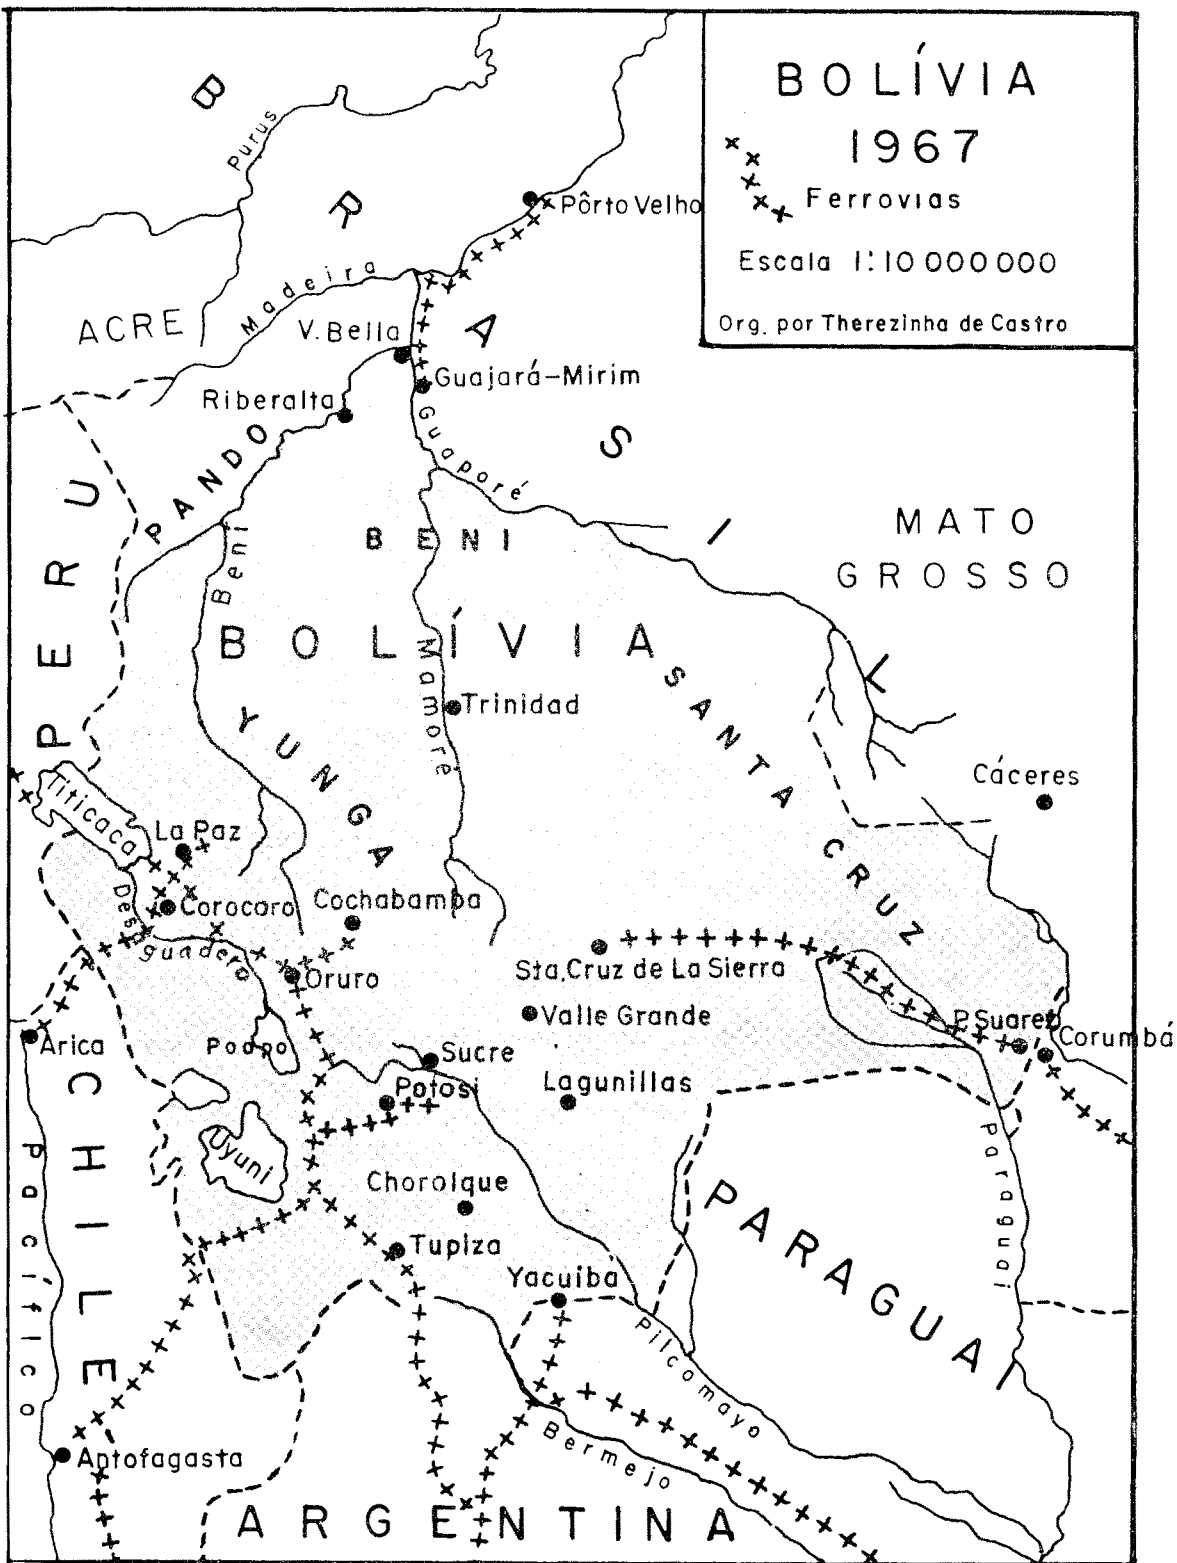 BOLÍVIA
1967
Ferrovias
Escala 1:10 000 000
Org. por Therezinha de Castro
BRASIL
Purus
Pôrto Velho
Madeira
ACRE
V. Bella
Guajará-Mirim
Riberalta
Guaporé
PANDO
PERU
MATO
GROSSO
BENI
Beni
BOLÍVIA
Mamoré
SANTA CRUZ
Trinidad
YUNGA
Cáceres
Titicaca
La Paz
Corocoro
Cochabamba
Desaguadero
Oruro
Sta. Cruz de La Sierra
Valle Grande
P. Suarez
Corumbá
Arica
Poopo
Sucre
Potosi
Lagunillas
CHILE
Uyuni
Pacífico
Chorolque
Paraguai
PARAGUAI
Tupiza
Yacuiba
Pilcomayo
Bermejo
Antofagasta
ARGENTINA